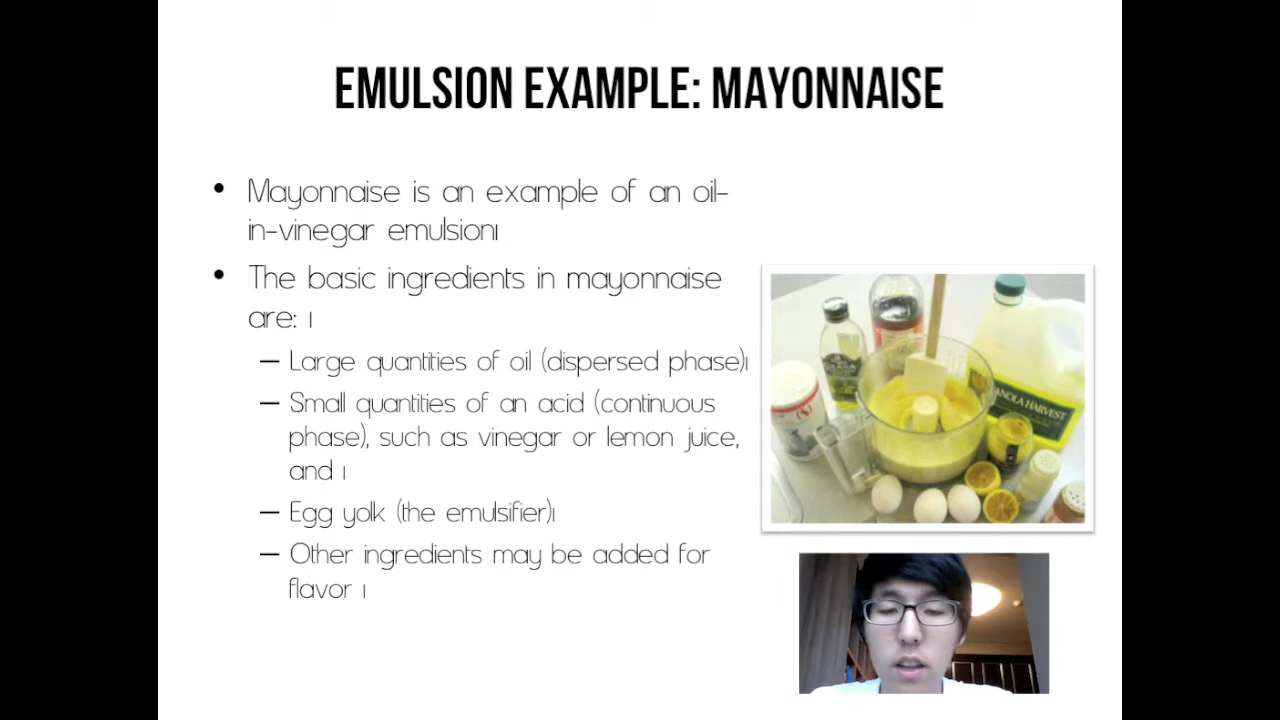 EMULSION EXAMPLE: MAYONNAISE
• Mayonnaise is an example of an oil-
in-vinegar emulsion
• The basic ingredients in mayonnaise
are:
– Large quantities of oil (dispersed phase)
– Small quantities of an acid (continuous
phase), such as vinegar or lemon juice,
and
– Egg yolk (the emulsifier)
– Other ingredients may be added for
flavor
HARVEST